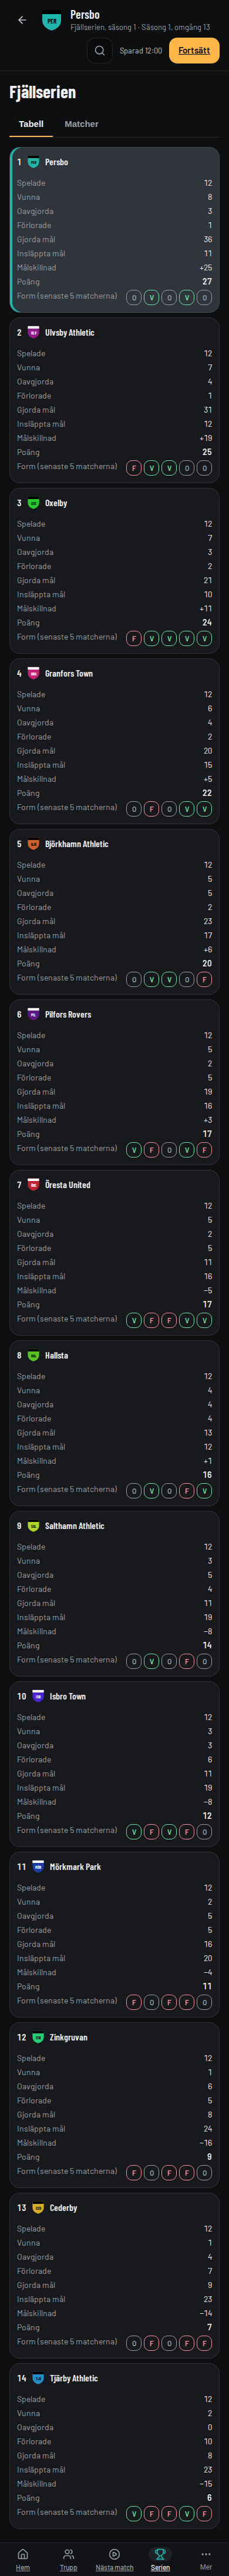 Persbo
Fjällserien, säsong 1 · Säsong 1, omgång 13
Sparad 12:00
Fortsätt
Fjällserien
Tabell Matcher
1 Persbo
Spelade 12
Vunna 8
Oavgjorda 3
Förlorade 1
Gjorda mål 36
Insläppta mål 11
Målskillnad +25
Poäng 27
Form (senaste 5 matcherna) O V O V O
2 Ulvsby Athletic
Spelade 12
Vunna 7
Oavgjorda 4
Förlorade 1
Gjorda mål 31
Insläppta mål 12
Målskillnad +19
Poäng 25
Form (senaste 5 matcherna) F V V O O
3 Oxelby
Spelade 12
Vunna 7
Oavgjorda 3
Förlorade 2
Gjorda mål 21
Insläppta mål 10
Målskillnad +11
Poäng 24
Form (senaste 5 matcherna) F V V V V
4 Granfors Town
Spelade 12
Vunna 6
Oavgjorda 4
Förlorade 2
Gjorda mål 20
Insläppta mål 15
Målskillnad +5
Poäng 22
Form (senaste 5 matcherna) O F O V V
5 Björkhamn Athletic
Spelade 12
Vunna 5
Oavgjorda 5
Förlorade 2
Gjorda mål 23
Insläppta mål 17
Målskillnad +6
Poäng 20
Form (senaste 5 matcherna) O V V O F
6 Pilfors Rovers
Spelade 12
Vunna 5
Oavgjorda 2
Förlorade 5
Gjorda mål 19
Insläppta mål 16
Målskillnad +3
Poäng 17
Form (senaste 5 matcherna) V F O V F
7 Öresta United
Spelade 12
Vunna 5
Oavgjorda 2
Förlorade 5
Gjorda mål 11
Insläppta mål 16
Målskillnad −5
Poäng 17
Form (senaste 5 matcherna) V F F V V
8 Hallsta
Spelade 12
Vunna 4
Oavgjorda 4
Förlorade 4
Gjorda mål 13
Insläppta mål 12
Målskillnad +1
Poäng 16
Form (senaste 5 matcherna) O V O F V
9 Salthamn Athletic
Spelade 12
Vunna 3
Oavgjorda 5
Förlorade 4
Gjorda mål 11
Insläppta mål 19
Målskillnad −8
Poäng 14
Form (senaste 5 matcherna) O V O F O
10 Isbro Town
Spelade 12
Vunna 3
Oavgjorda 3
Förlorade 6
Gjorda mål 11
Insläppta mål 19
Målskillnad −8
Poäng 12
Form (senaste 5 matcherna) V F V F O
11 Mörkmark Park
Spelade 12
Vunna 2
Oavgjorda 5
Förlorade 5
Gjorda mål 16
Insläppta mål 20
Målskillnad −4
Poäng 11
Form (senaste 5 matcherna) F O F F O
12 Zinkgruvan
Spelade 12
Vunna 1
Oavgjorda 6
Förlorade 5
Gjorda mål 8
Insläppta mål 24
Målskillnad −16
Poäng 9
Form (senaste 5 matcherna) F O F F O
13 Cederby
Spelade 12
Vunna 1
Oavgjorda 4
Förlorade 7
Gjorda mål 9
Insläppta mål 23
Målskillnad −14
Poäng 7
Form (senaste 5 matcherna) O F O F F
14 Tjärby Athletic
Spelade 12
Vunna 2
Oavgjorda 0
Förlorade 10
Gjorda mål 8
Insläppta mål 23
Målskillnad −15
Poäng 6
Form (senaste 5 matcherna) V F F V F
Hem Trupp Nästa match Serien Mer